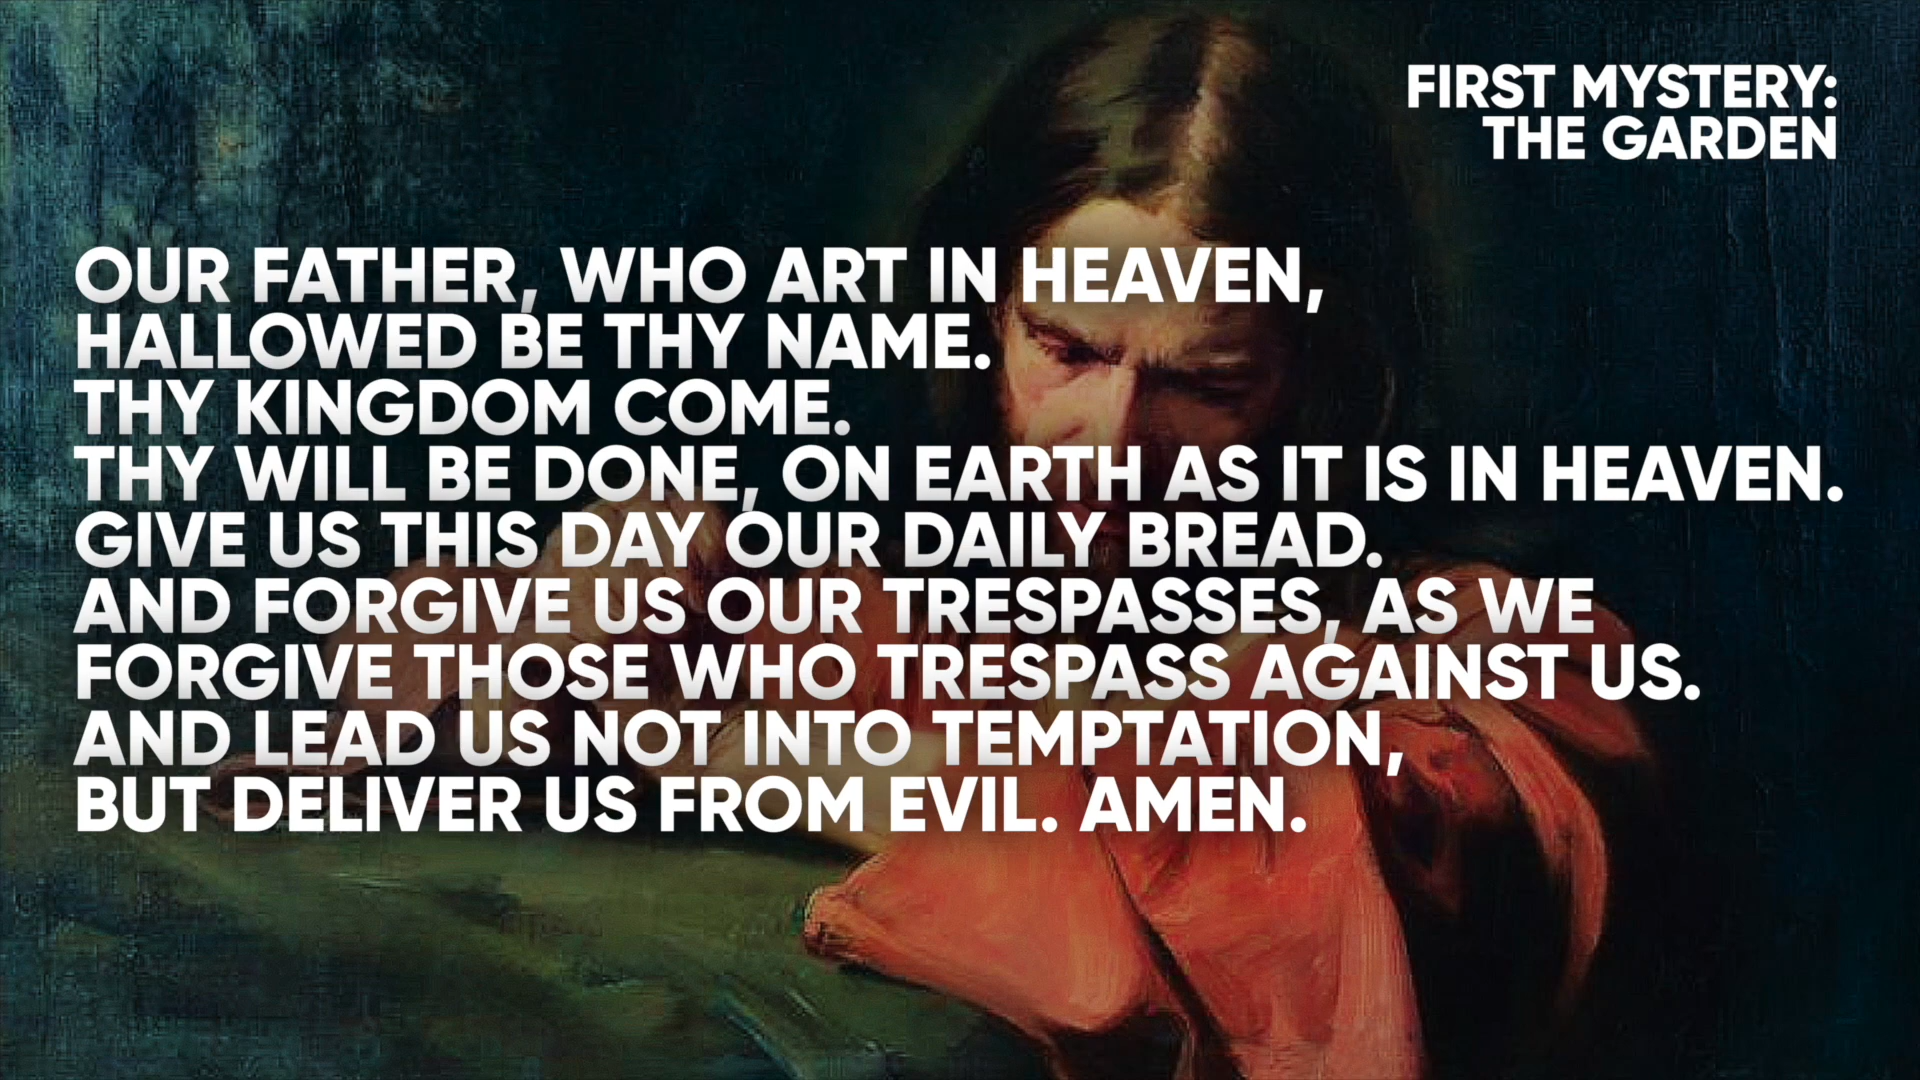 FIRST MYSTERY:
THE GARDEN
OUR FATHER, WHO ART IN HEAVEN,
HALLOWED BE THY NAME.
THY KINGDOM COME.
THY WILL BE DONE, ON EARTH AS IT IS IN HEAVEN.
GIVE US THIS DAY OUR DAILY BREAD.
AND FORGIVE US OUR TRESPASSES, AS WE
FORGIVE THOSE WHO TRESPASS AGAINST US.
AND LEAD US NOT INTO TEMPTATION,
BUT DELIVER US FROM EVIL. AMEN.